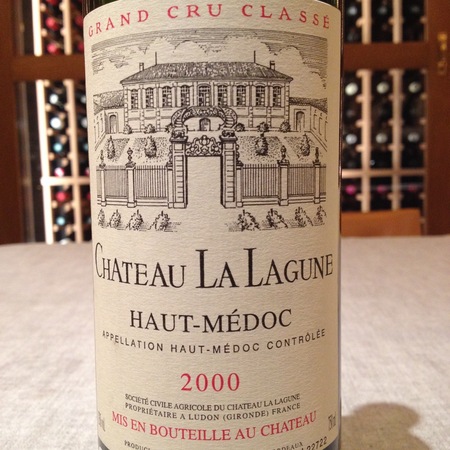 GRAND CRU CLASSÉ
CHATEAU LA LAGUNE
HAUT-MÉDOC
APPELLATION HAUT-MÉDOC CONTRÔLÉE
2000
SOCIÉTÉ CIVILE AGRICOLE DU CHATEAU LA LAGUNE
PROPRIÉTAIRE A LUDON (GIRONDE) FRANCE
MIS EN BOUTEILLE AU CHATEAU